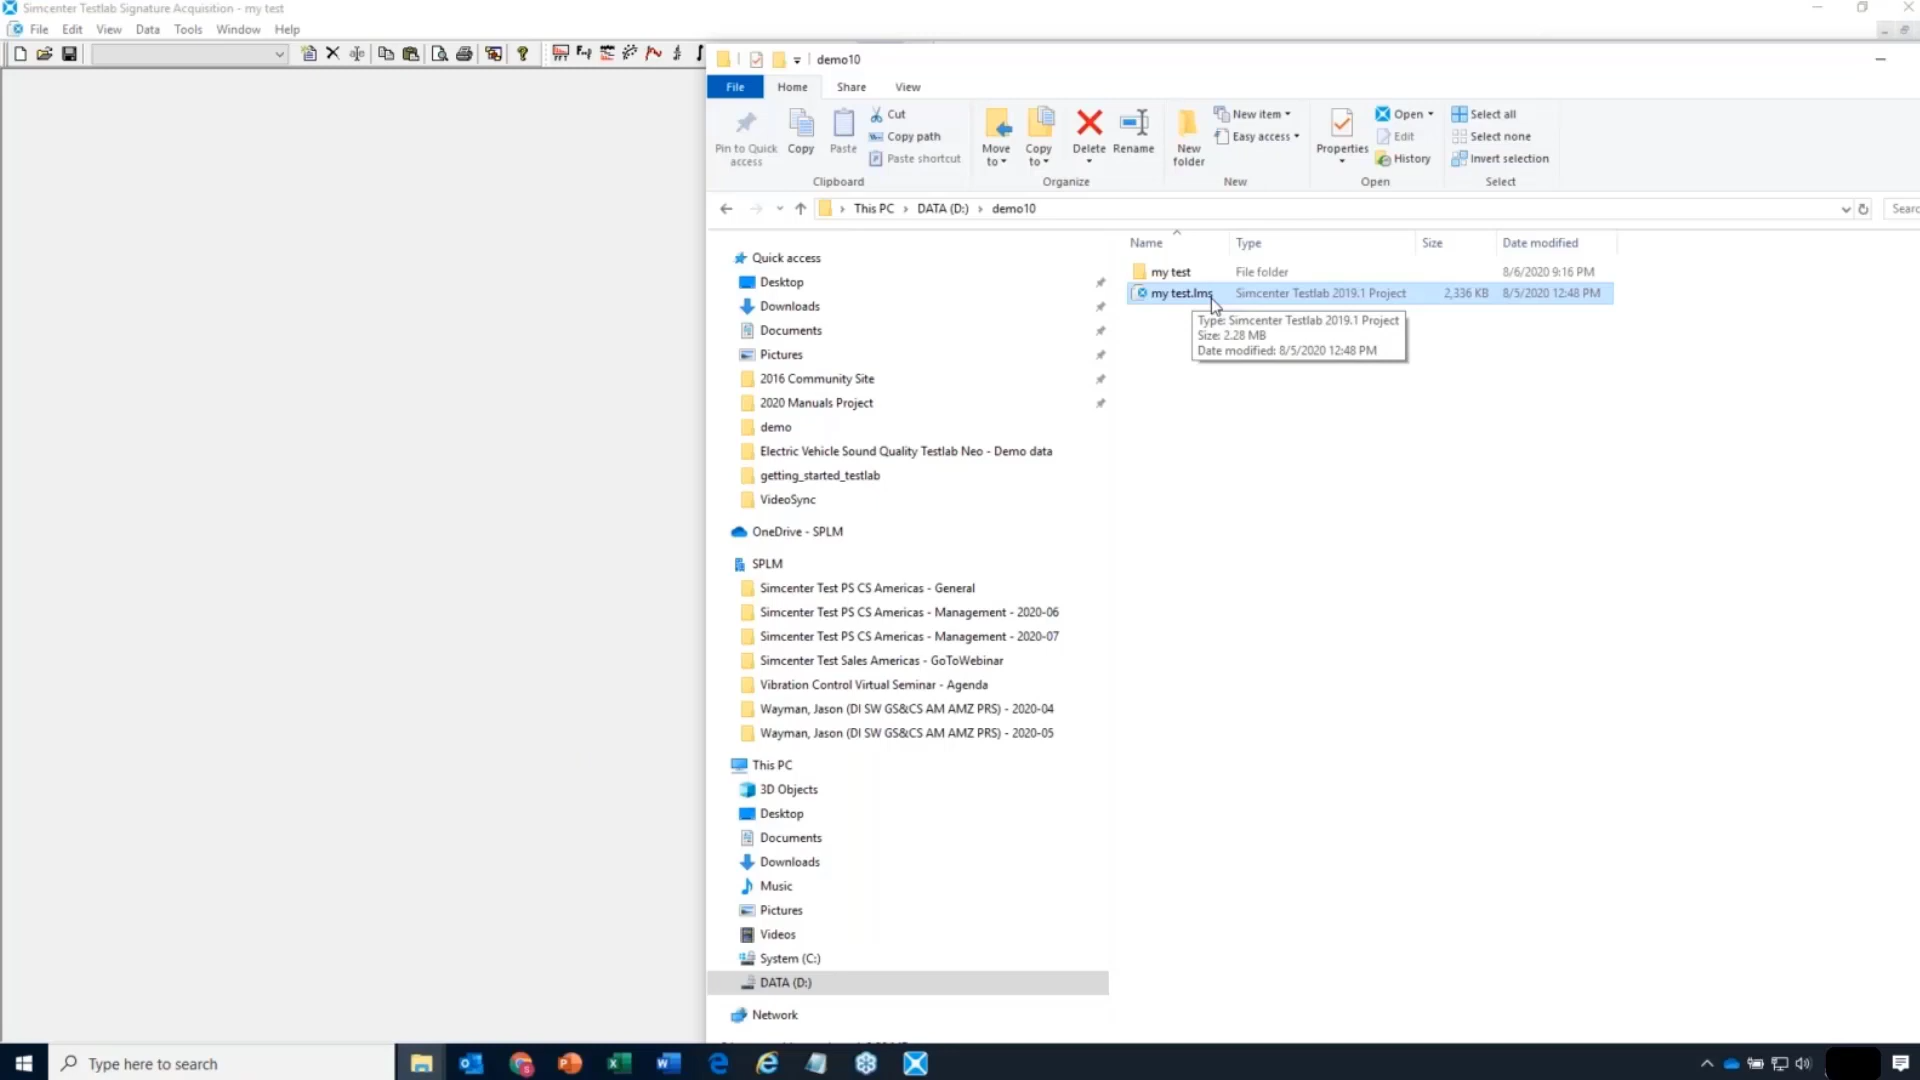 Simcenter Testlab Signature Acquisition - my test
File Edit View Data Tools Window Help
demo10
File Home Share View
Pin to Quick access
Copy
Paste
Cut
Copy path
Paste shortcut
Clipboard
Move to
Copy to
Delete
Rename
Organize
New folder
New item
Easy access
New
Properties
Open
Edit
History
Open
Select all
Select none
Invert selection
Select
This PC › DATA (D:) › demo10
Searc
Name Type Size Date modified
my test File folder 8/6/2020 9:16 PM
my test.lms Simcenter Testlab 2019.1 Project 2,336 KB 8/5/2020 12:48 PM
Type: Simcenter Testlab 2019.1 Project
Size: 2.28 MB
Date modified: 8/5/2020 12:48 PM
Quick access
Desktop
Downloads
Documents
Pictures
2016 Community Site
2020 Manuals Project
demo
Electric Vehicle Sound Quality Testlab Neo - Demo data
getting_started_testlab
VideoSync
OneDrive - SPLM
SPLM
Simcenter Test PS CS Americas - General
Simcenter Test PS CS Americas - Management - 2020-06
Simcenter Test PS CS Americas - Management - 2020-07
Simcenter Test Sales Americas - GoToWebinar
Vibration Control Virtual Seminar - Agenda
Wayman, Jason (DI SW GS&CS AM AMZ PRS) - 2020-04
Wayman, Jason (DI SW GS&CS AM AMZ PRS) - 2020-05
This PC
3D Objects
Desktop
Documents
Downloads
Music
Pictures
Videos
System (C:)
DATA (D:)
Network
Type here to search